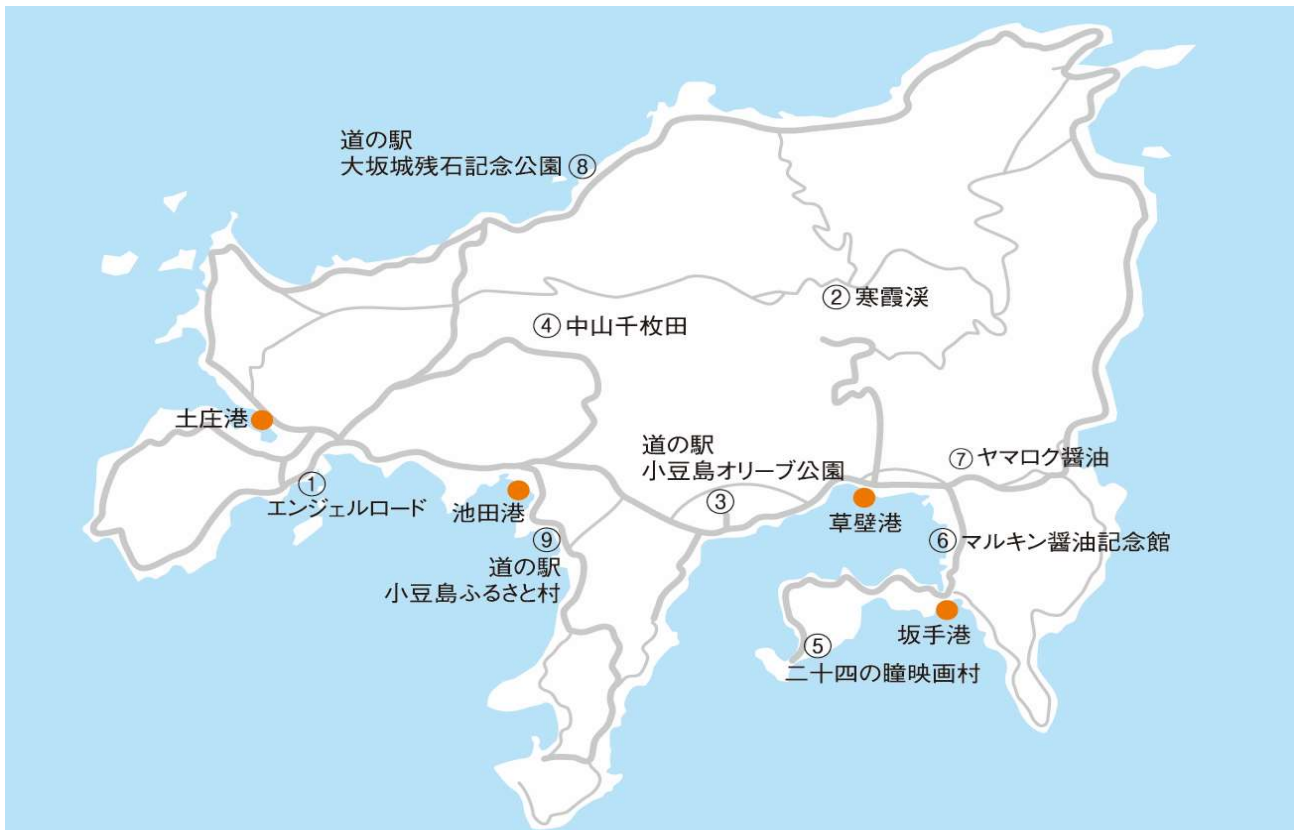 道の駅
大坂城残石記念公園 ⑧
② 寒霞渓
④ 中山千枚田
土庄港
①
エンジェルロード
池田港
道の駅
小豆島オリーブ公園
③
⑦ ヤマロク醤油
草壁港
⑥ マルキン醤油記念館
⑨
道の駅
小豆島ふるさと村
坂手港
⑤
二十四の瞳映画村